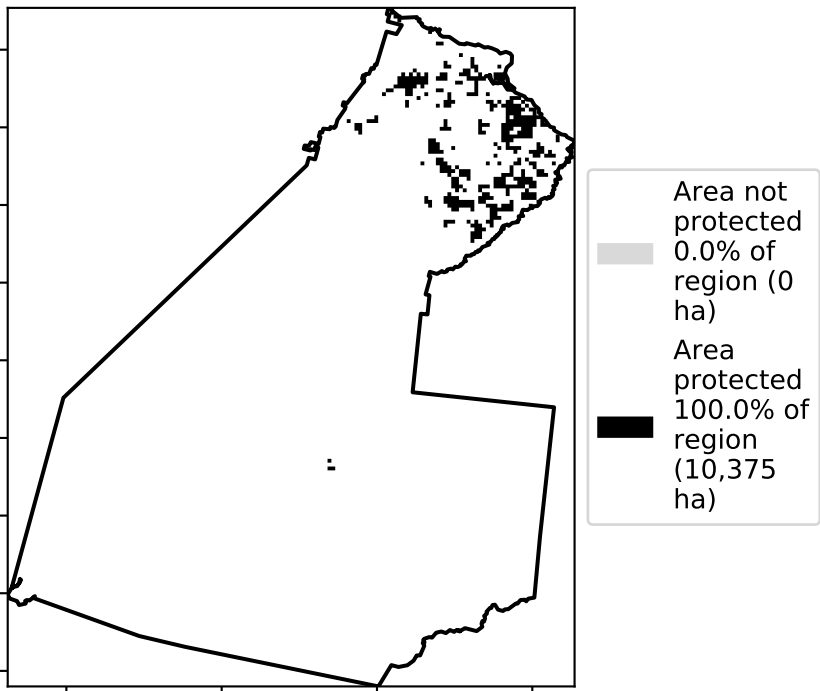 Area not
protected
0.0% of
region (0
ha)
Area
protected
100.0% of
region
(10,375
ha)